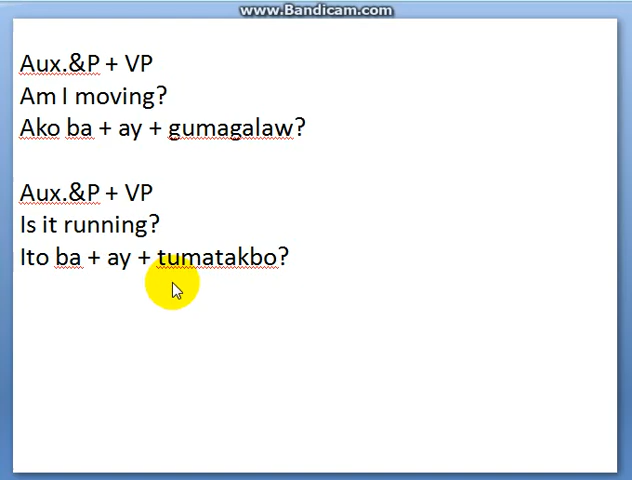 www.Bandicam.com
Aux.&P + VP
Am I moving?
Ako ba + ay + gumagalaw?
Aux.&P + VP
Is it running?
Ito ba + ay + tumatakbo?